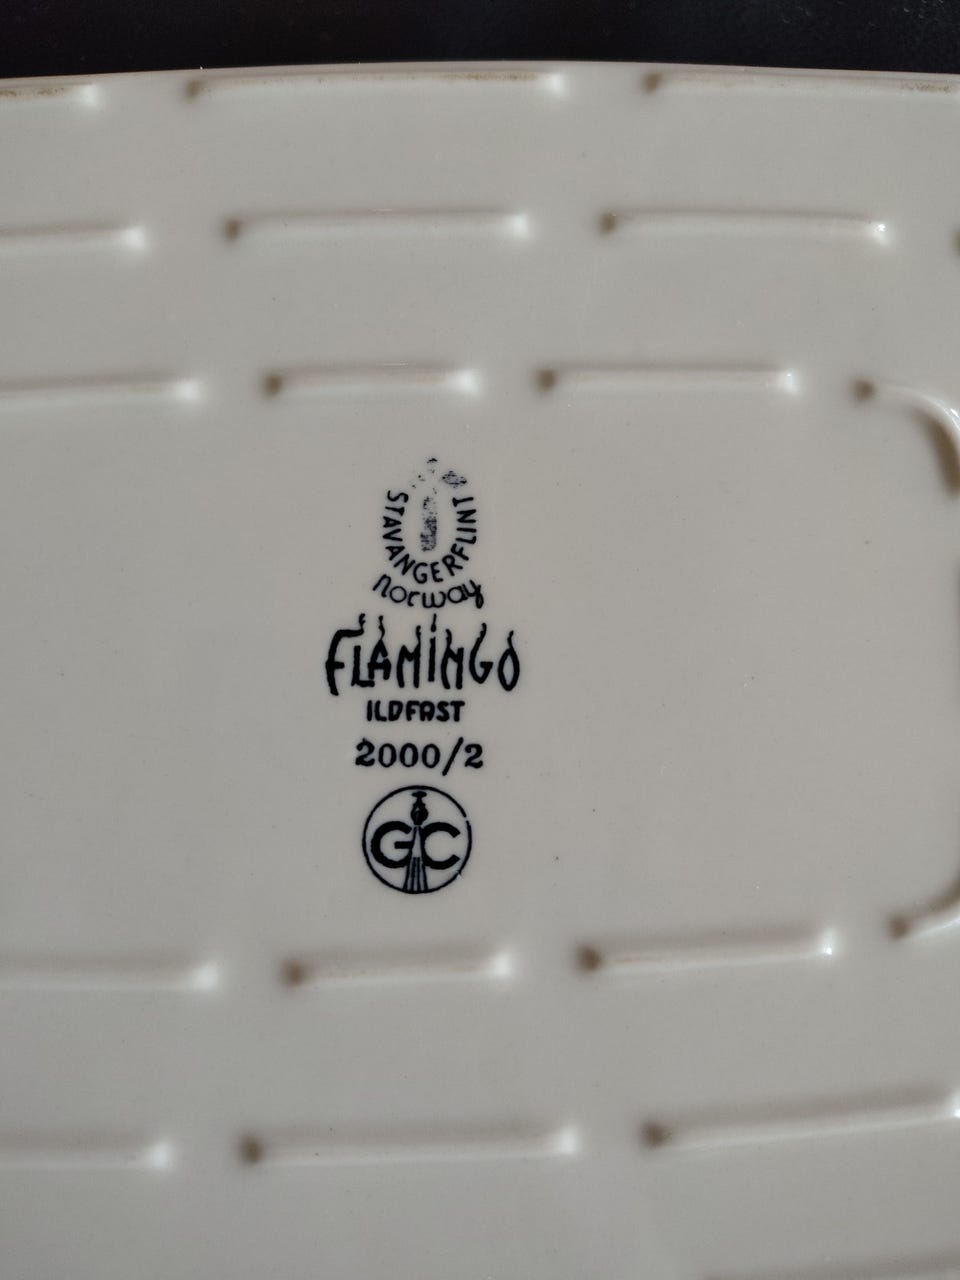 STAVANGERFLINT
Norway
FLAMINGO
ILDFAST
2000/2
GC